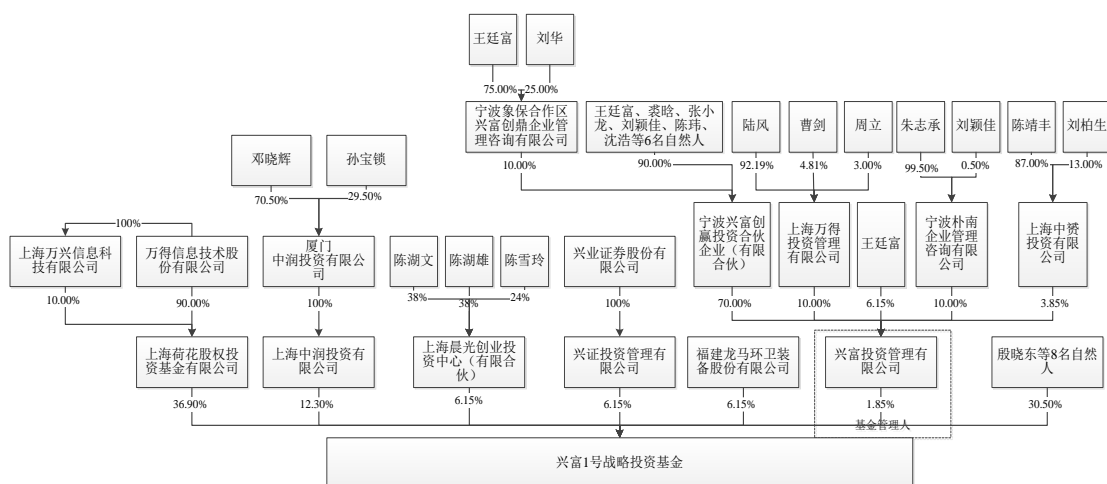 王廷富
刘华
75.00%
25.00%
宁波象保合作区
兴富创鼎企业管
理咨询有限公司
王廷富、裘晗、张小
龙、刘颖佳、陈玮、
沈浩等6名自然人
陆风
曹剑
周立
朱志承
刘颖佳
陈靖丰
刘柏生
邓晓辉
孙宝锁
10.00%
90.00%
92.19%
4.81%
3.00%
99.50%
0.50%
87.00%
13.00%
70.50%
29.50%
100%
上海万兴信息科
技有限公司
万得信息技术股
份有限公司
厦门
中润投资有限公
司
陈湖文
陈湖雄
陈雪玲
兴业证券股份有
限公司
宁波兴富创
赢投资合伙
企业（有限
合伙）
上海万得
投资管理
有限公司
王廷富
宁波朴南
企业管理
咨询有限
公司
上海中赟
投资有限
公司
10.00%
90.00%
100%
38%
38%
24%
100%
70.00%
10.00%
6.15%
10.00%
3.85%
上海荷花股权投
资基金有限公司
上海中润投资有
限公司
上海晨光创业投
资中心（有限合
伙）
兴证投资管理有
限公司
福建龙马环卫装
备股份有限公司
兴富投资管理有
限公司
殷晓东等8名自然
人
36.90%
12.30%
6.15%
6.15%
6.15%
1.85%
30.50%
基金管理人
兴富1号战略投资基金